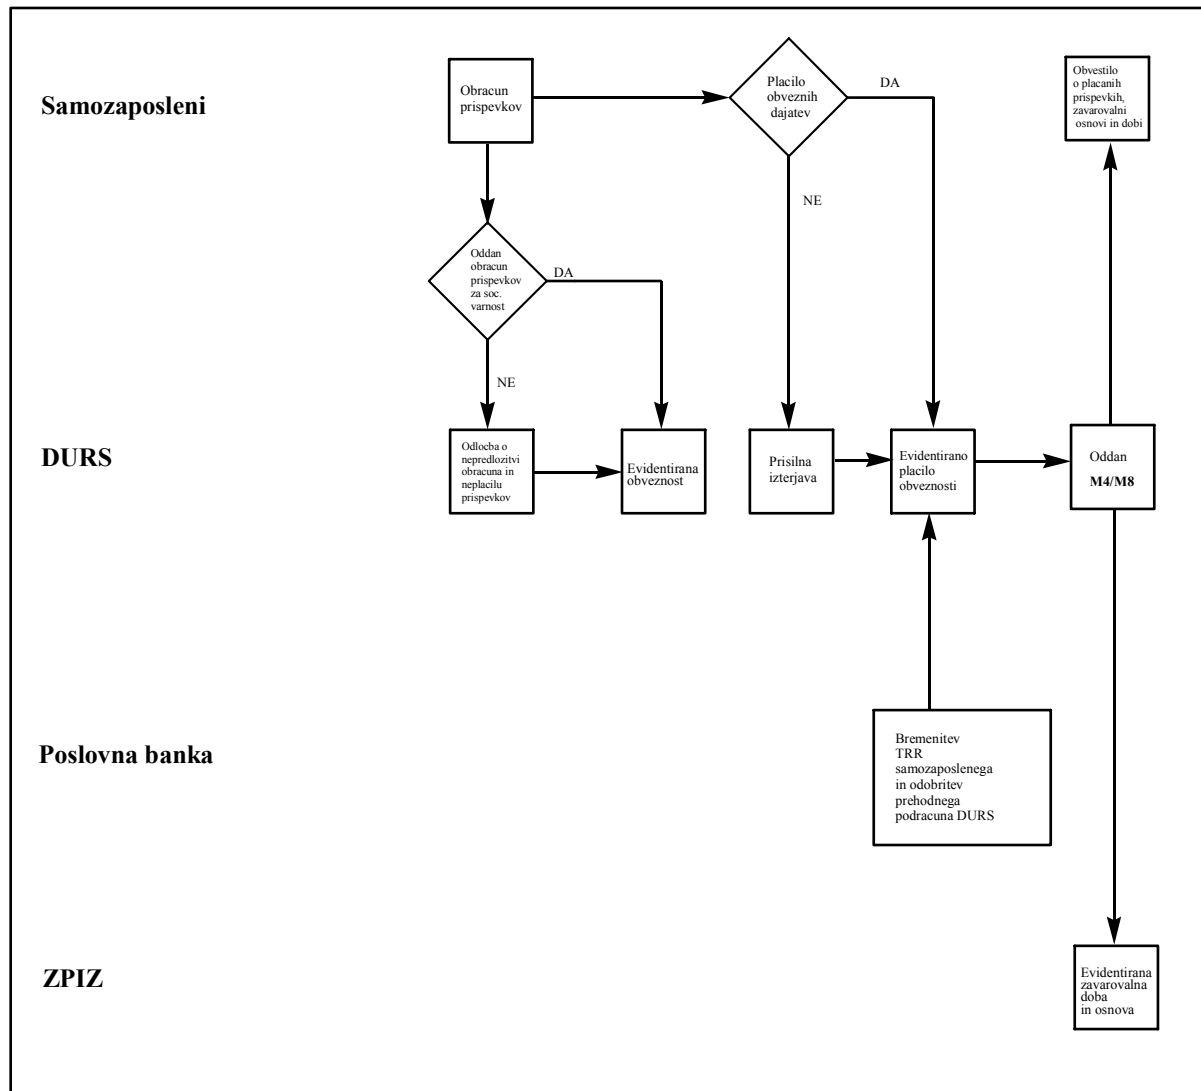 Samozaposleni
Obracun
prispevkov
Placilo
obveznih
dajatev
DA
NE
Obvestilo
o placanih
prispevkih,
zavarovalni
osnovi in dobi
Oddan
obracun
prispevkov
za soc.
varnost
DA
NE
DURS
Odlocba o
nepredlozitvi
obracuna in
neplacilu
prispevkov
Evidentirana
obveznost
Prisilna
izterjava
Evidentirano
placilo
obveznosti
Oddan
M4/M8
Poslovna banka
Bremenitev
TRR
samozaposlenega
in odobritev
prehodnega
podracuna DURS
ZPIZ
Evidentirana
zavarovalna
doba
in osnova